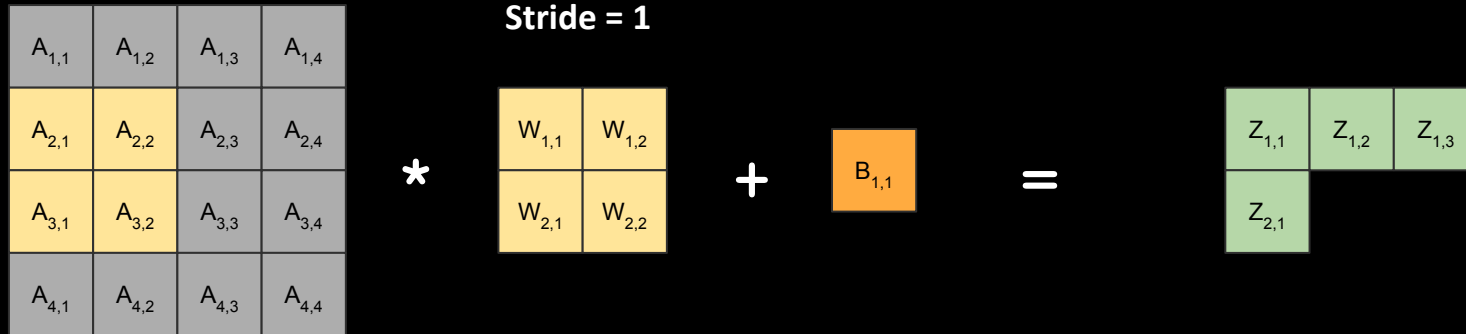 Stride = 1
A1,1 A1,2 A1,3 A1,4
A2,1 A2,2 A2,3 A2,4
A3,1 A3,2 A3,3 A3,4
A4,1 A4,2 A4,3 A4,4
*
W1,1 W1,2
W2,1 W2,2
+
B1,1
=
Z1,1 Z1,2 Z1,3
Z2,1